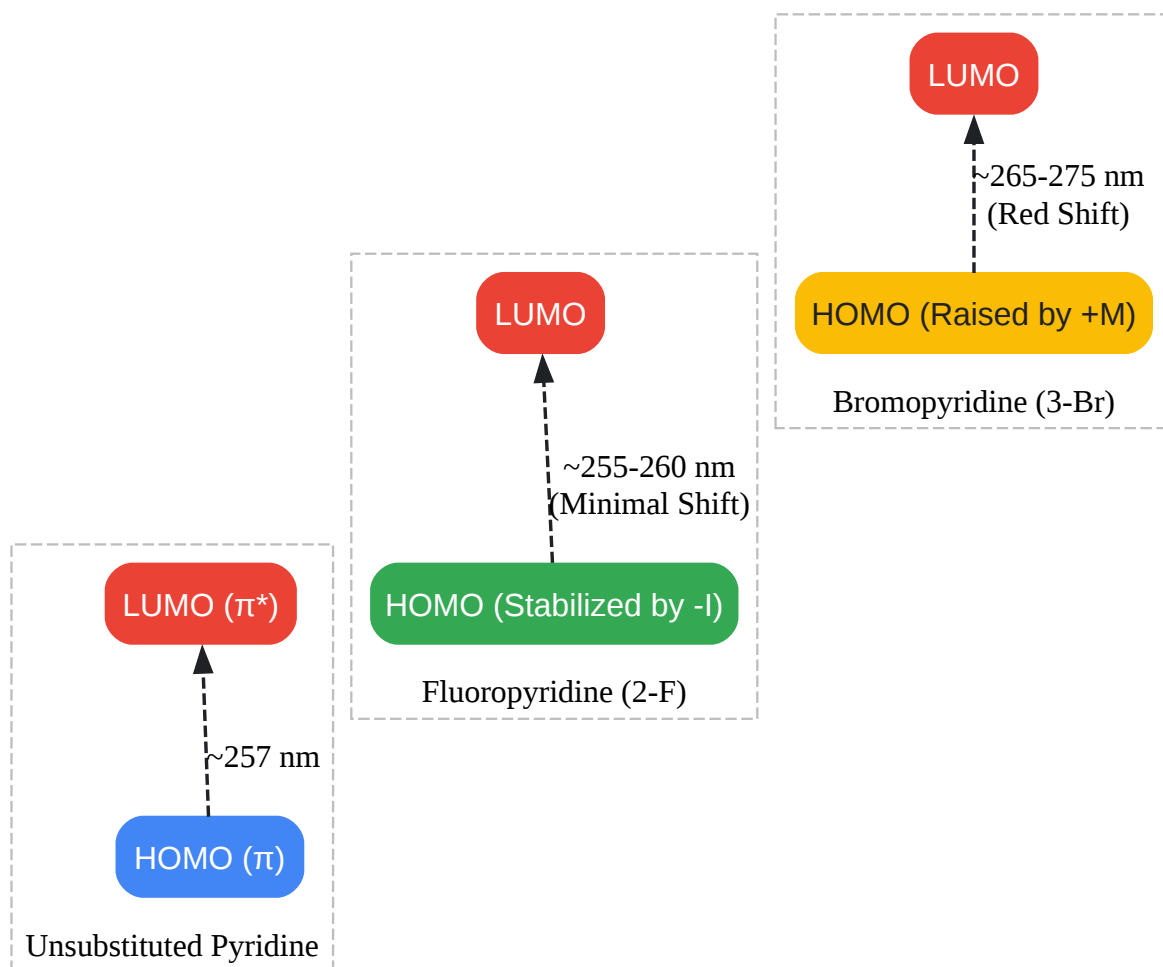 LUMO
~265-275 nm
(Red Shift)
HOMO (Raised by +M)
Bromopyridine (3-Br)
LUMO
~255-260 nm
(Minimal Shift)
HOMO (Stabilized by -I)
Fluoropyridine (2-F)
LUMO (π*)
~257 nm
HOMO (π)
Unsubstituted Pyridine